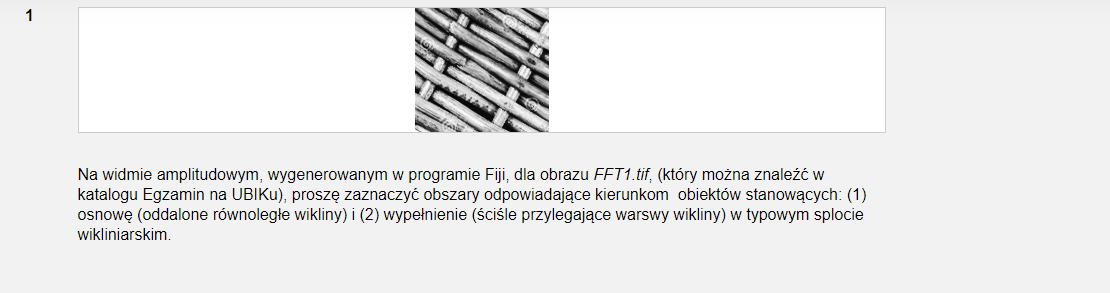 1
Na widmie amplitudowym, wygenerowanym w programie Fiji, dla obrazu FFT1.tif, (który można znaleźć w
katalogu Egzamin na UBIKu), proszę zaznaczyć obszary odpowiadające kierunkom obiektów stanowących: (1)
osnowę (oddalone równoległe wikliny) i (2) wypełnienie (ściśle przylegające warswy wikliny) w typowym splocie
wikliniarskim.